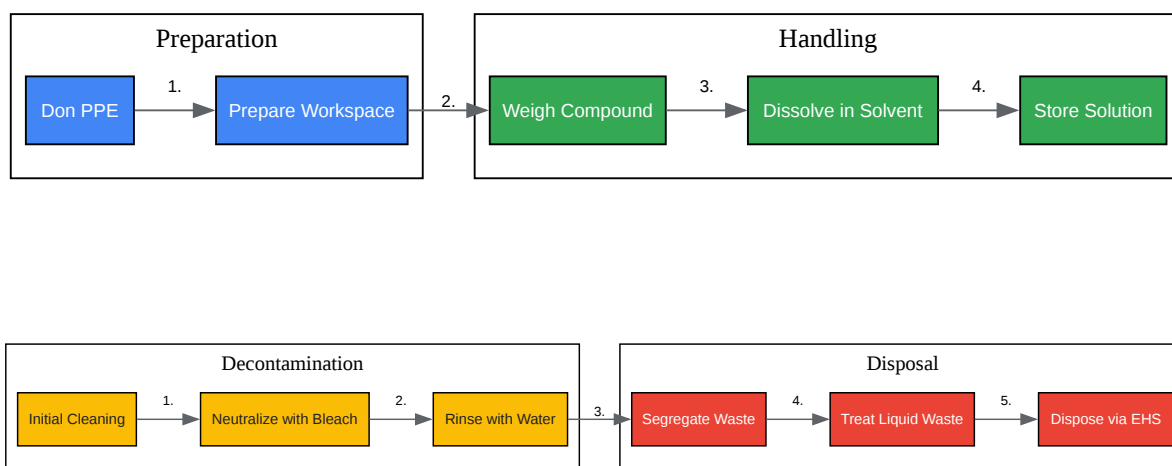 Preparation
Handling
Don PPE
1.
Prepare Workspace
2.
Weigh Compound
3.
Dissolve in Solvent
4.
Store Solution
Decontamination
Disposal
Initial Cleaning
1.
Neutralize with Bleach
2.
Rinse with Water
3.
Segregate Waste
4.
Treat Liquid Waste
5.
Dispose via EHS